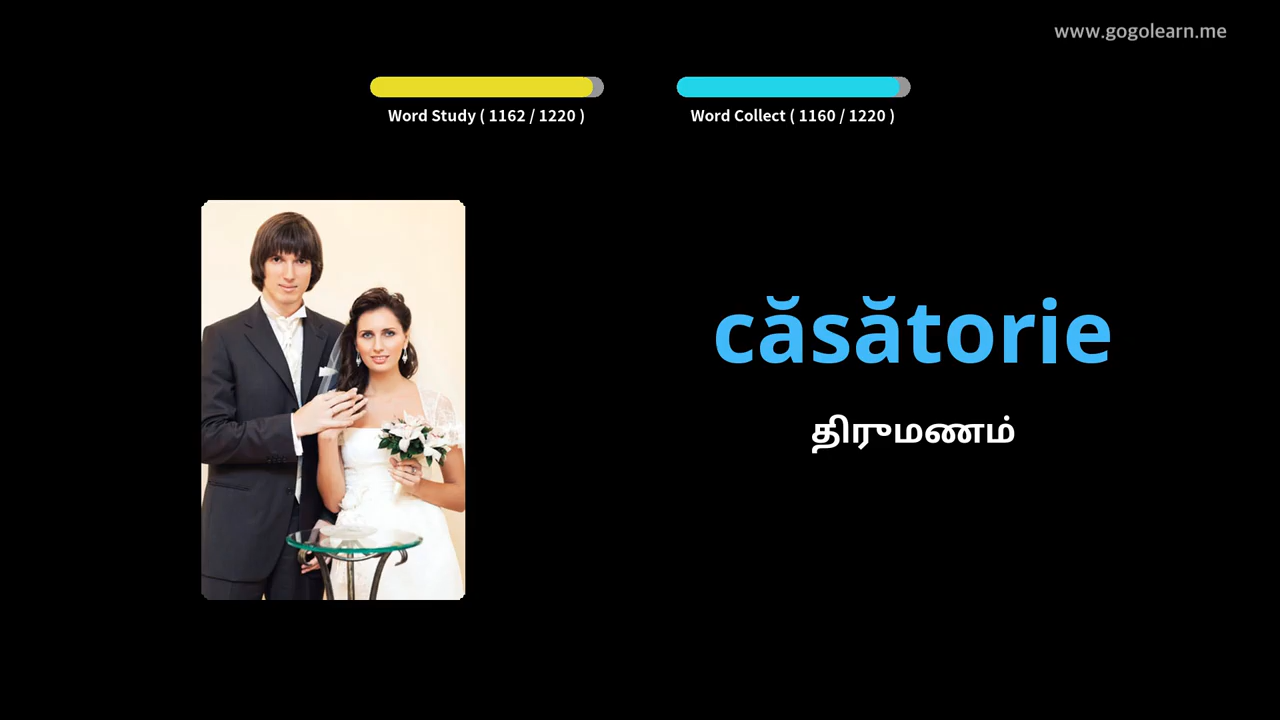 www.gogolearn.me
Word Study ( 1162 / 1220 )
Word Collect ( 1160 / 1220 )
căsătorie
திருமணம்